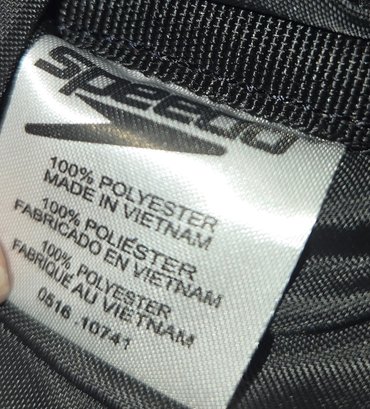 speedo
100% POLYESTER
MADE IN VIETNAM
100% POLIÉSTER
FABRICADO EN VIETNAM
100% POLYESTER
FABRIQUÉ AU VIETNAM
0516 .10741